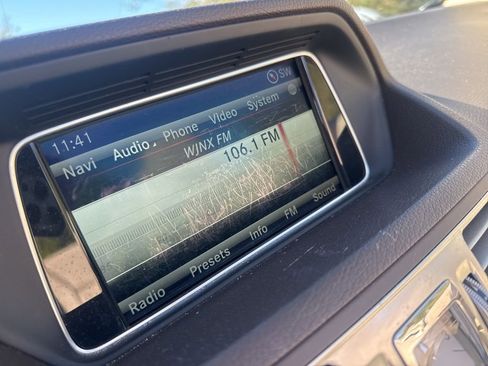 11:41 SW
Navi Audio Phone Video System
WJNX FM
106.1 FM
Radio Presets Info FM Sound